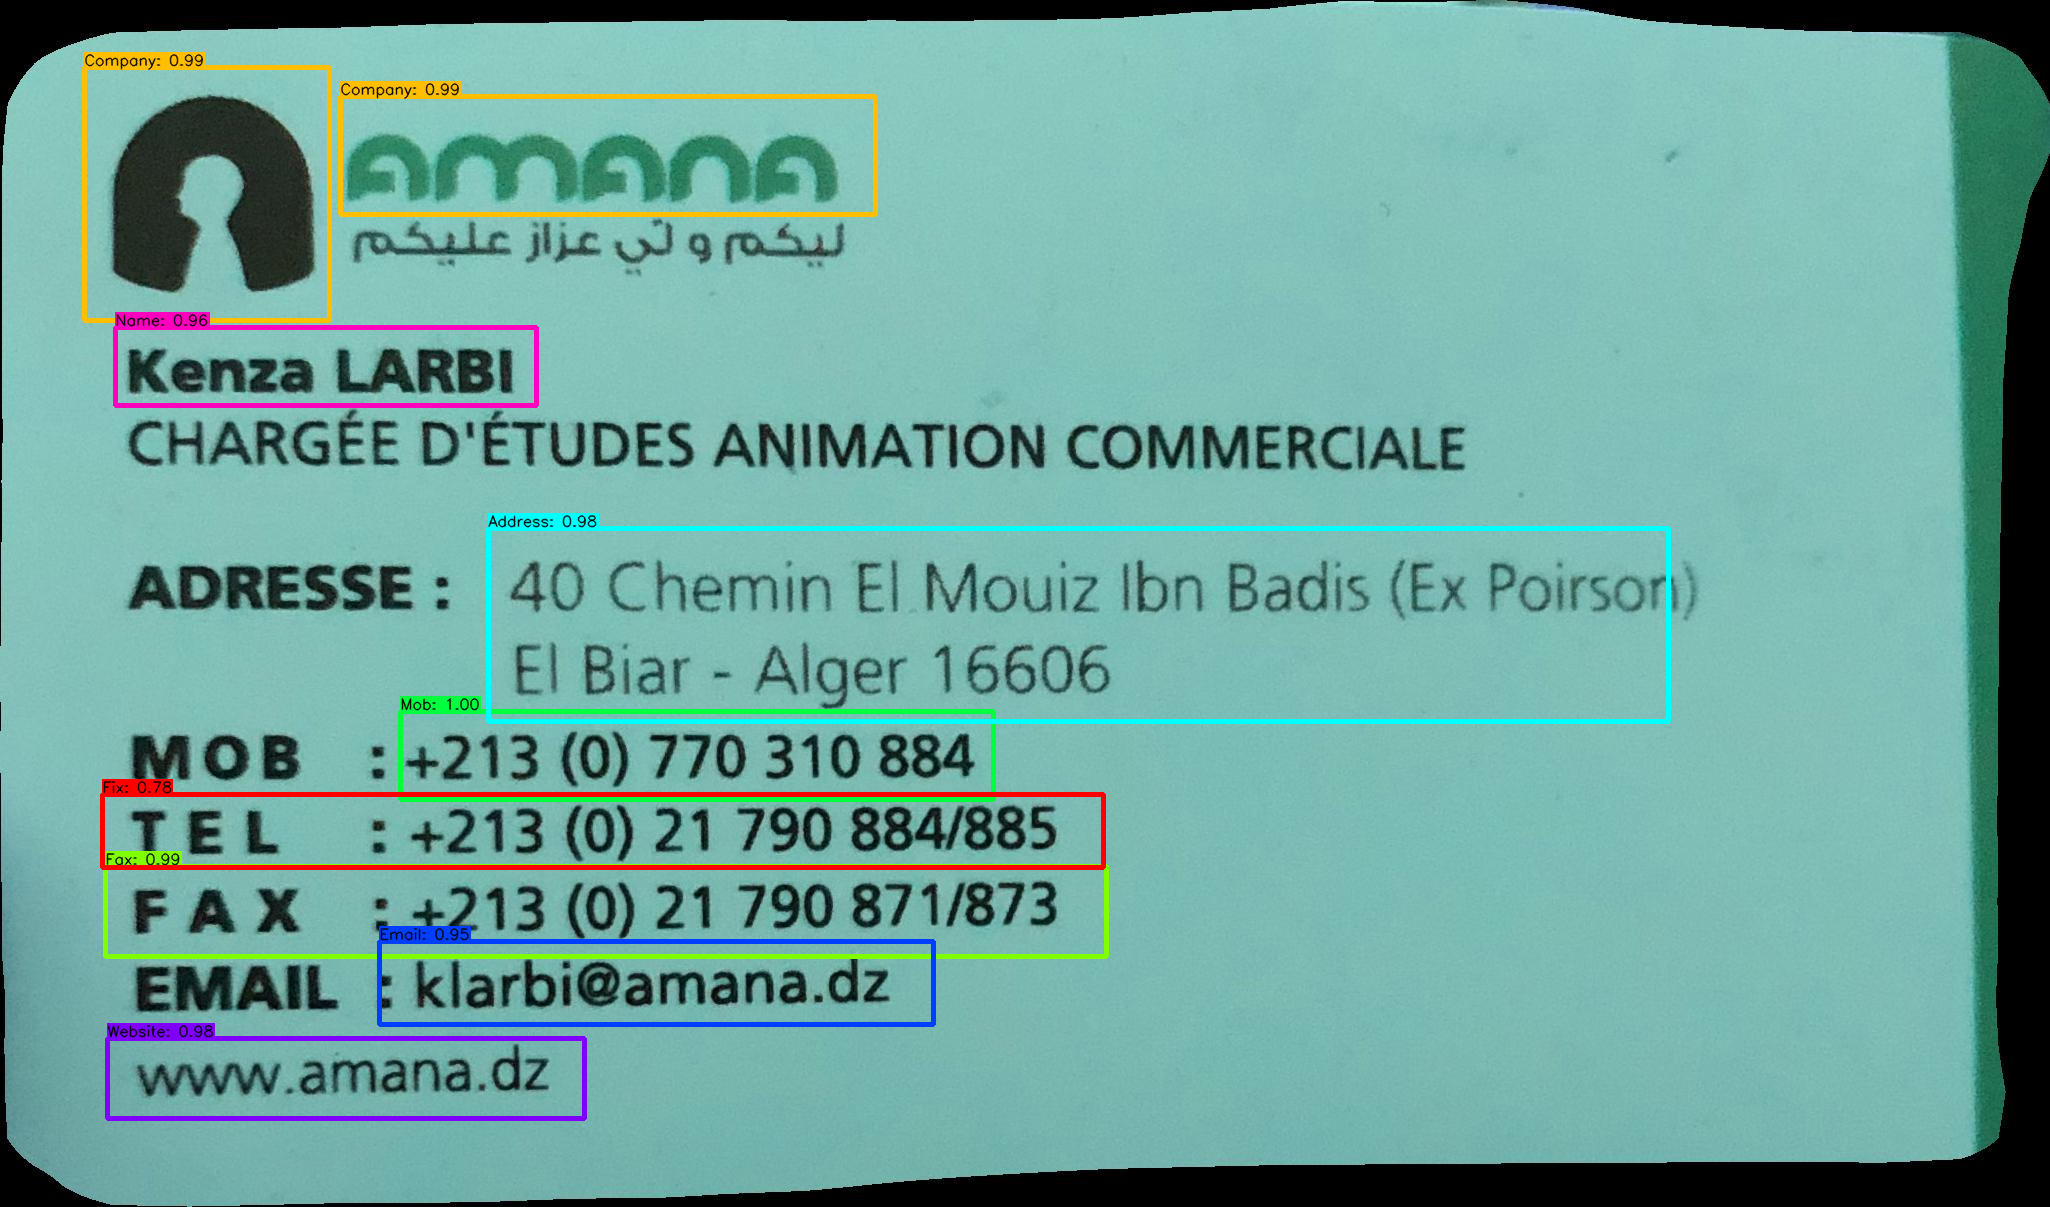 Company: 0.99
Company: 0.99
amana
ليكم و تي عزاز عليكم
Name: 0.96
Kenza LARBI
CHARGÉE D'ÉTUDES ANIMATION COMMERCIALE
Address: 0.98
ADRESSE : 40 Chemin El Mouiz Ibn Badis (Ex Poirson)
El Biar - Alger 16606
Mob: 1.00
MOB : +213 (0) 770 310 884
Fix: 0.78
TEL : +213 (0) 21 790 884/885
Fax: 0.99
FAX : +213 (0) 21 790 871/873
Email: 0.95
EMAIL : klarbi@amana.dz
Website: 0.98
www.amana.dz